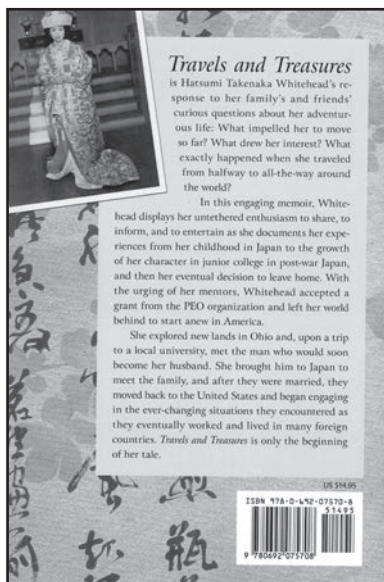 Travels and Treasures
is Hatsumi Takenaka Whitehead's re-
sponse to her family's and friends'
curious questions about her adventur-
ous life: What impelled her to move
so far? What drew her interest? What
exactly happened when she traveled
from halfway to all-the-way around
the world?
In this engaging memoir, White-
head displays her untethered enthusiasm to share, to
inform, and to entertain as she documents her expe-
riences from her childhood in Japan to the growth
of her character in junior college in post-war Japan,
and then her eventual decision to leave home. With
the urging of her mentors, Whitehead accepted a
grant from the PEO organization and left her world
behind to start anew in America.
She explored new lands in Ohio and, upon a trip
to a local university, met the man who would soon
become her husband. She brought him to Japan to
meet the family, and after they were married, they
moved back to the United States and began engaging
in the ever-changing situations they encountered as
they eventually worked and lived in many foreign
countries. Travels and Treasures is only the beginning
of her tale.
US $14.95
ISBN 978-0-692-07570-8
51495
9 780692 075708